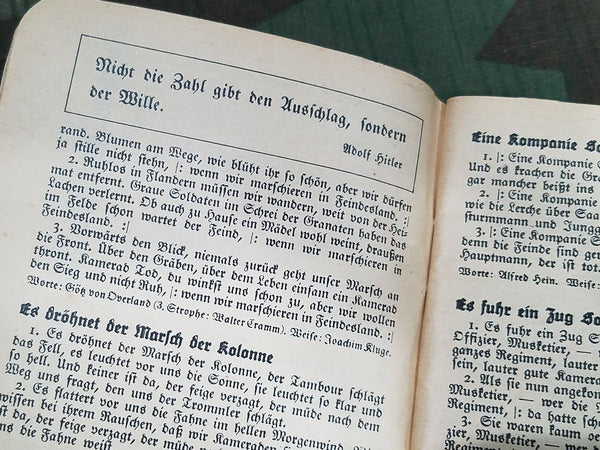 Nicht die Zahl gibt den Ausschlag, sondern
der Wille.
Adolf Hitler
rand. Blumen am Wege, wie blüht ihr so schön, aber wir dürfen
ja stille nicht stehn, |: wenn wir marschieren in Feindesland. :|
2. Ruhlos in Flandern müssen wir wandern, weit von der Hei-
mat entfernt. Graue Soldaten im Schrei der Granaten haben das
Lachen verlernt. Ob auch zu Hause ein Mädel wohl weint, draußen
im Felde schon wartet der Feind, |: wenn wir marschieren in
Feindesland. :|
3. Vorwärts den Blick, niemals zurück geht unser Marsch an
die Front. Über den Gräben, über dem Leben einsam ein Kamerad
thront. Kamerad Tod, du winkst uns schon zu, aber wir wollen
den Sieg und nicht Ruh, |: wenn wir marschieren in Feindesland. :|
Worte: Götz von Overland (3. Strophe: Walter Cramm). Weise: Joachim Kluge.
Es dröhnet der Marsch der Kolonne
1. Es dröhnet der Marsch der Kolonne, der Tambour schlägt
das Fell, es leuchtet vor uns die Sonne, sie leuchtet so klar und
so hell. Und keiner ist da, der feige verzagt, der müde nach dem
Weg uns fragt, den uns der Trommler schlägt.
2. Es flattert vor uns die Fahne im hellen Morgenwind.
wissen bei ihrem Rauschen, daß wir Kameraden
ist da, der feige verzagt, der müde
uns die Fahne weist
Eine Kompanie
1. |: Eine Kompanie
Und es krachen die
gar mancher beißt ins
2. |: Eine Kompanie
wie die Lerche über
sturmmann und
3. |: Eine Kompanie
denn die Feinde sind
Hauptmann, der ist tot.
Worte: Alfred Hein. Weise:
Es fuhr ein Zug
1. Es fuhr ein Zug
Offizier, Musketier, —
ganzes Regiment, lauter
sein, lauter gute
2. Als sie nun
Musketier, — wer die
Regiment, |: da hatte
3. Sie waren kaum
zier, Musketier, —
Regiment